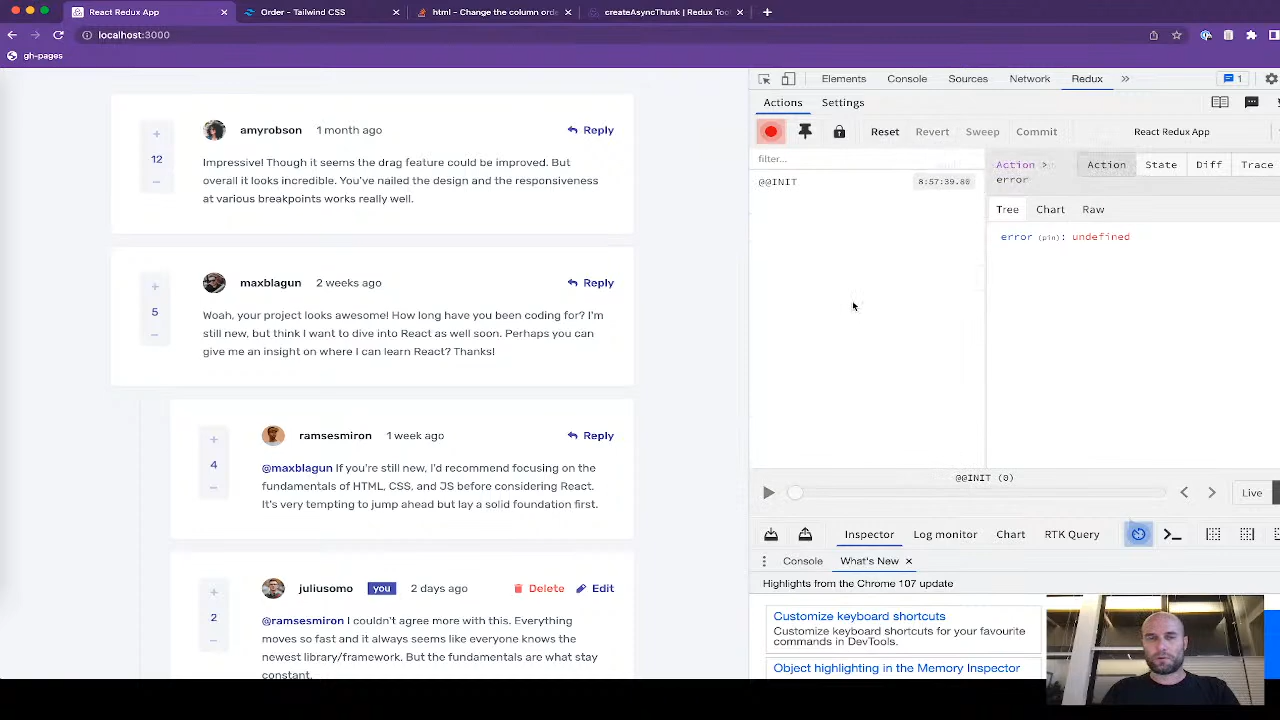 React Redux App
Order - Tailwind CSS
html - Change the column orde
createAsyncThunk | Redux Tool
localhost:3000
gh-pages
Elements
Console
Sources
Network
Redux
1
Actions
Settings
Reset
Revert
Sweep
Commit
React Redux App
filter...
@@INIT
8:57:39.80
Action >
error
Action
State
Diff
Trace
Tree
Chart
Raw
error (pin): undefined
@@INIT (0)
Live
Inspector
Log monitor
Chart
RTK Query
Console
What's New
Highlights from the Chrome 107 update
Customize keyboard shortcuts
Customize keyboard shortcuts for your favourite
commands in DevTools.
Object highlighting in the Memory Inspector
+
12
−
amyrobson
1 month ago
Reply
Impressive! Though it seems the drag feature could be improved. But
overall it looks incredible. You've nailed the design and the responsiveness
at various breakpoints works really well.
+
5
−
maxblagun
2 weeks ago
Reply
Woah, your project looks awesome! How long have you been coding for? I'm
still new, but think I want to dive into React as well soon. Perhaps you can
give me an insight on where I can learn React? Thanks!
+
4
−
ramsesmiron
1 week ago
Reply
@maxblagun If you're still new, I'd recommend focusing on the
fundamentals of HTML, CSS, and JS before considering React.
It's very tempting to jump ahead but lay a solid foundation first.
+
2
−
juliusomo
you
2 days ago
Delete
Edit
@ramsesmiron I couldn't agree more with this. Everything
moves so fast and it always seems like everyone knows the
newest library/framework. But the fundamentals are what stay
constant.